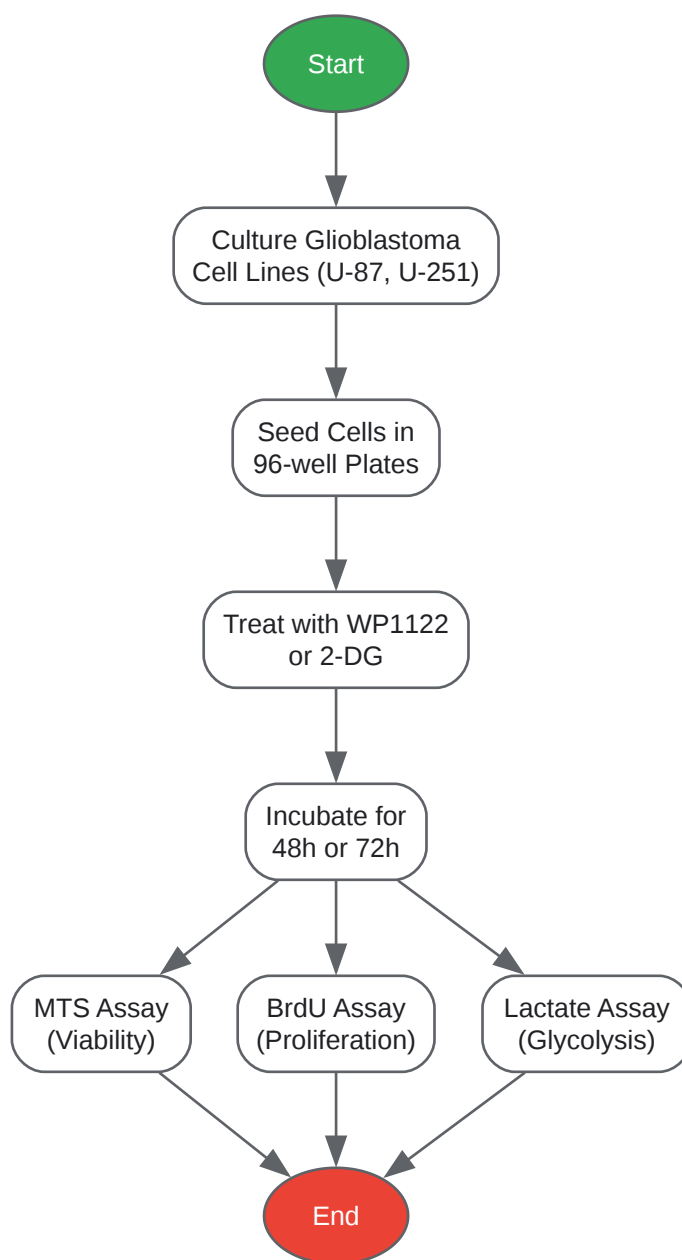 Start
Culture Glioblastoma
Cell Lines (U-87, U-251)
Seed Cells in
96-well Plates
Treat with WP1122
or 2-DG
Incubate for
48h or 72h
MTS Assay
(Viability)
BrdU Assay
(Proliferation)
Lactate Assay
(Glycolysis)
End